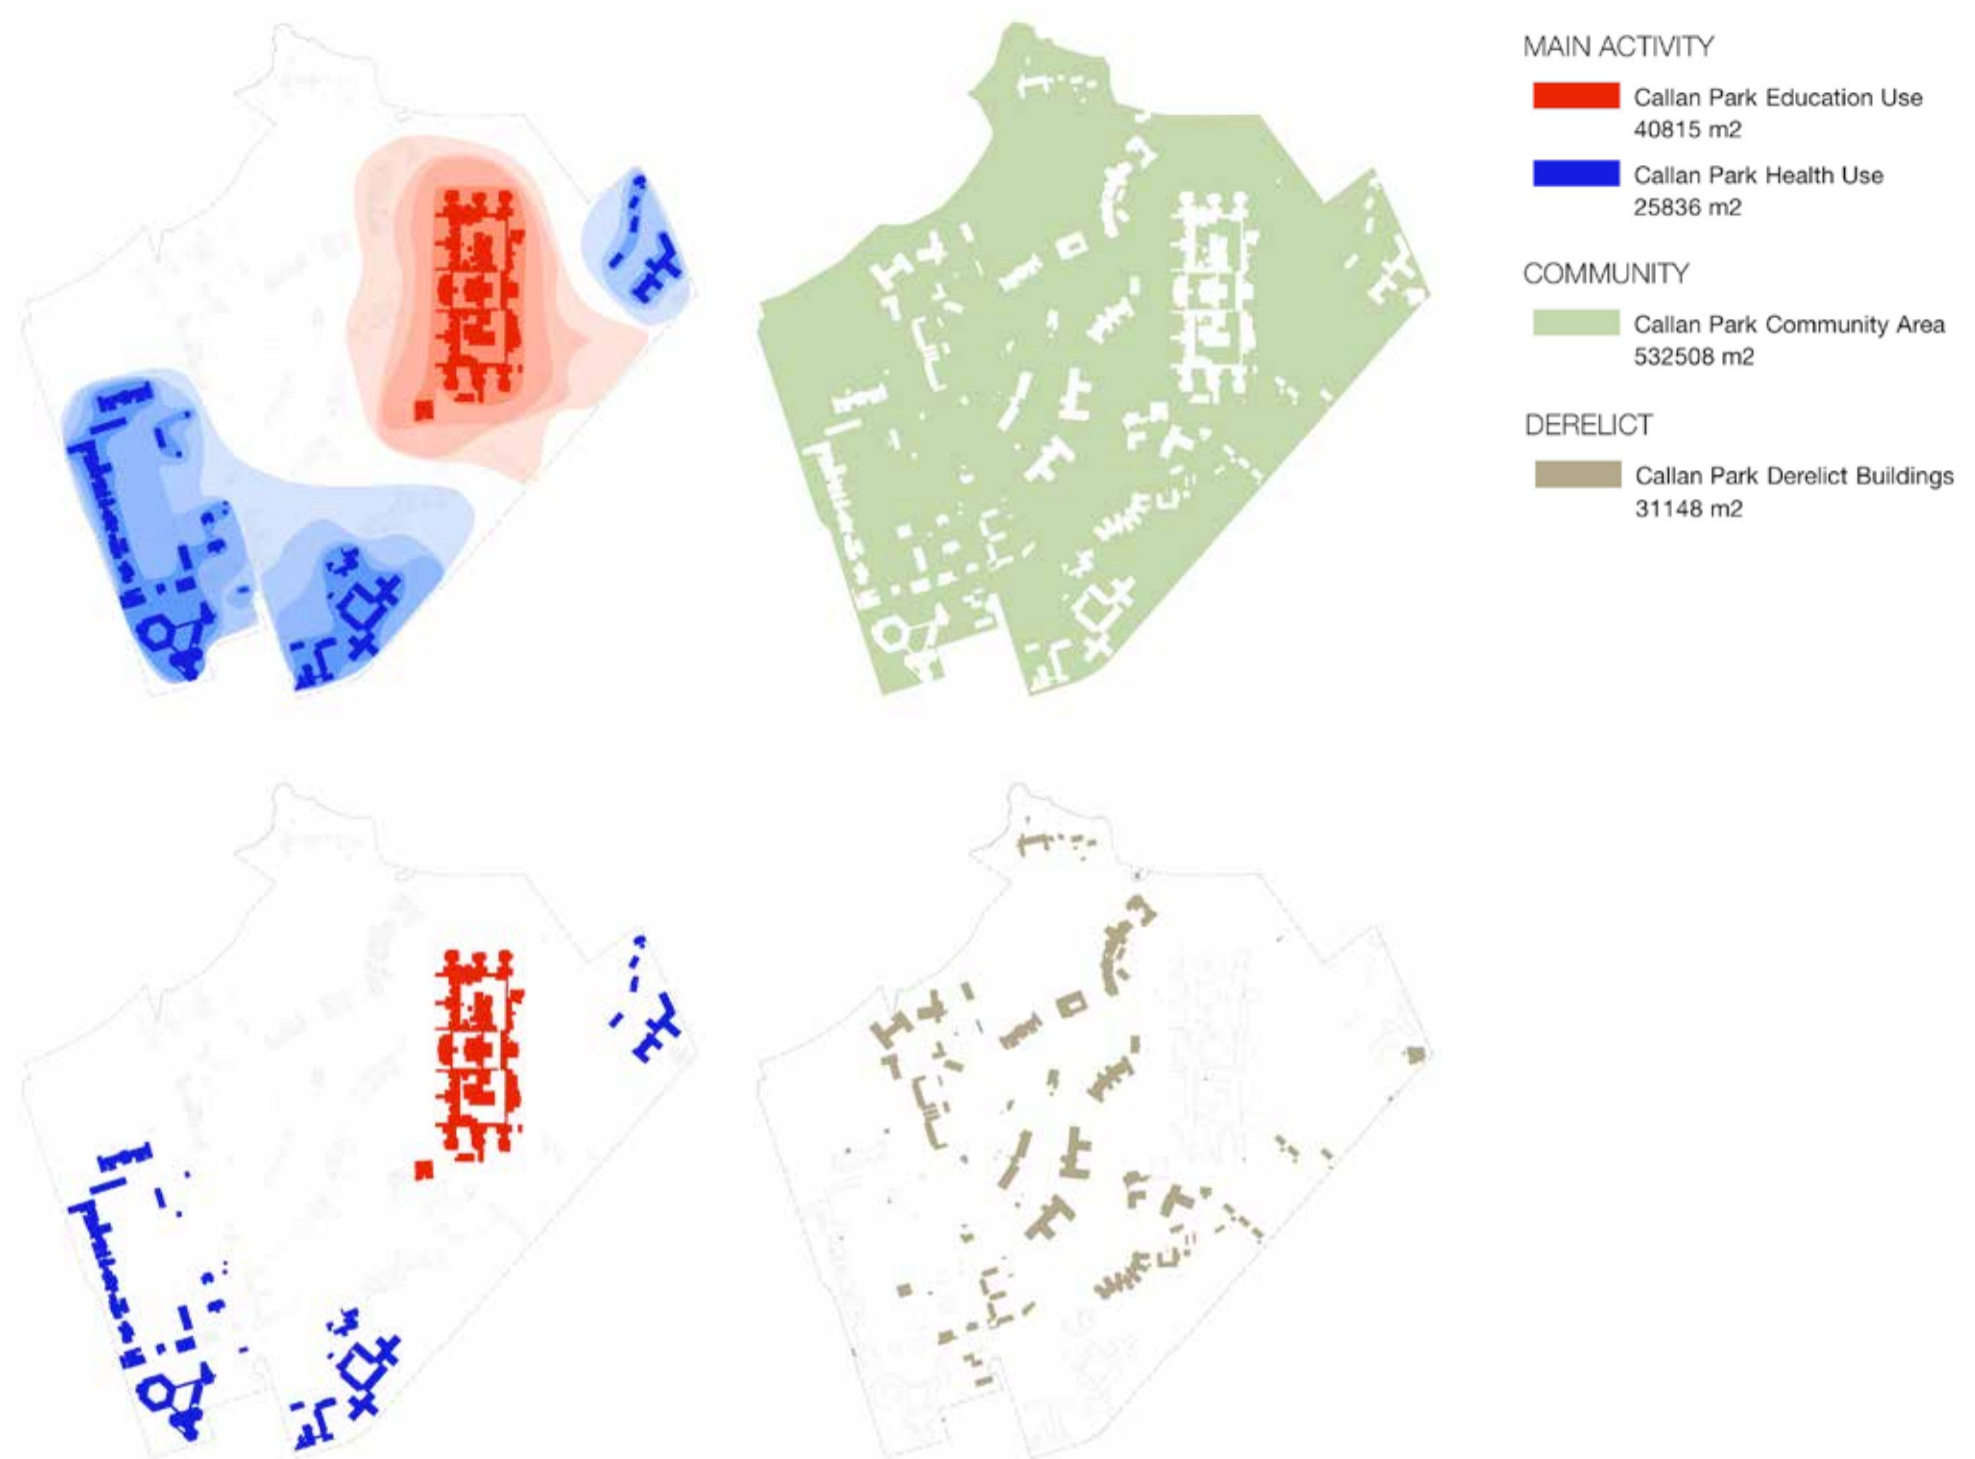 MAIN ACTIVITY
Callan Park Education Use
40815 m2
Callan Park Health Use
25836 m2
COMMUNITY
Callan Park Community Area
532508 m2
DERELICT
Callan Park Derelict Buildings
31148 m2